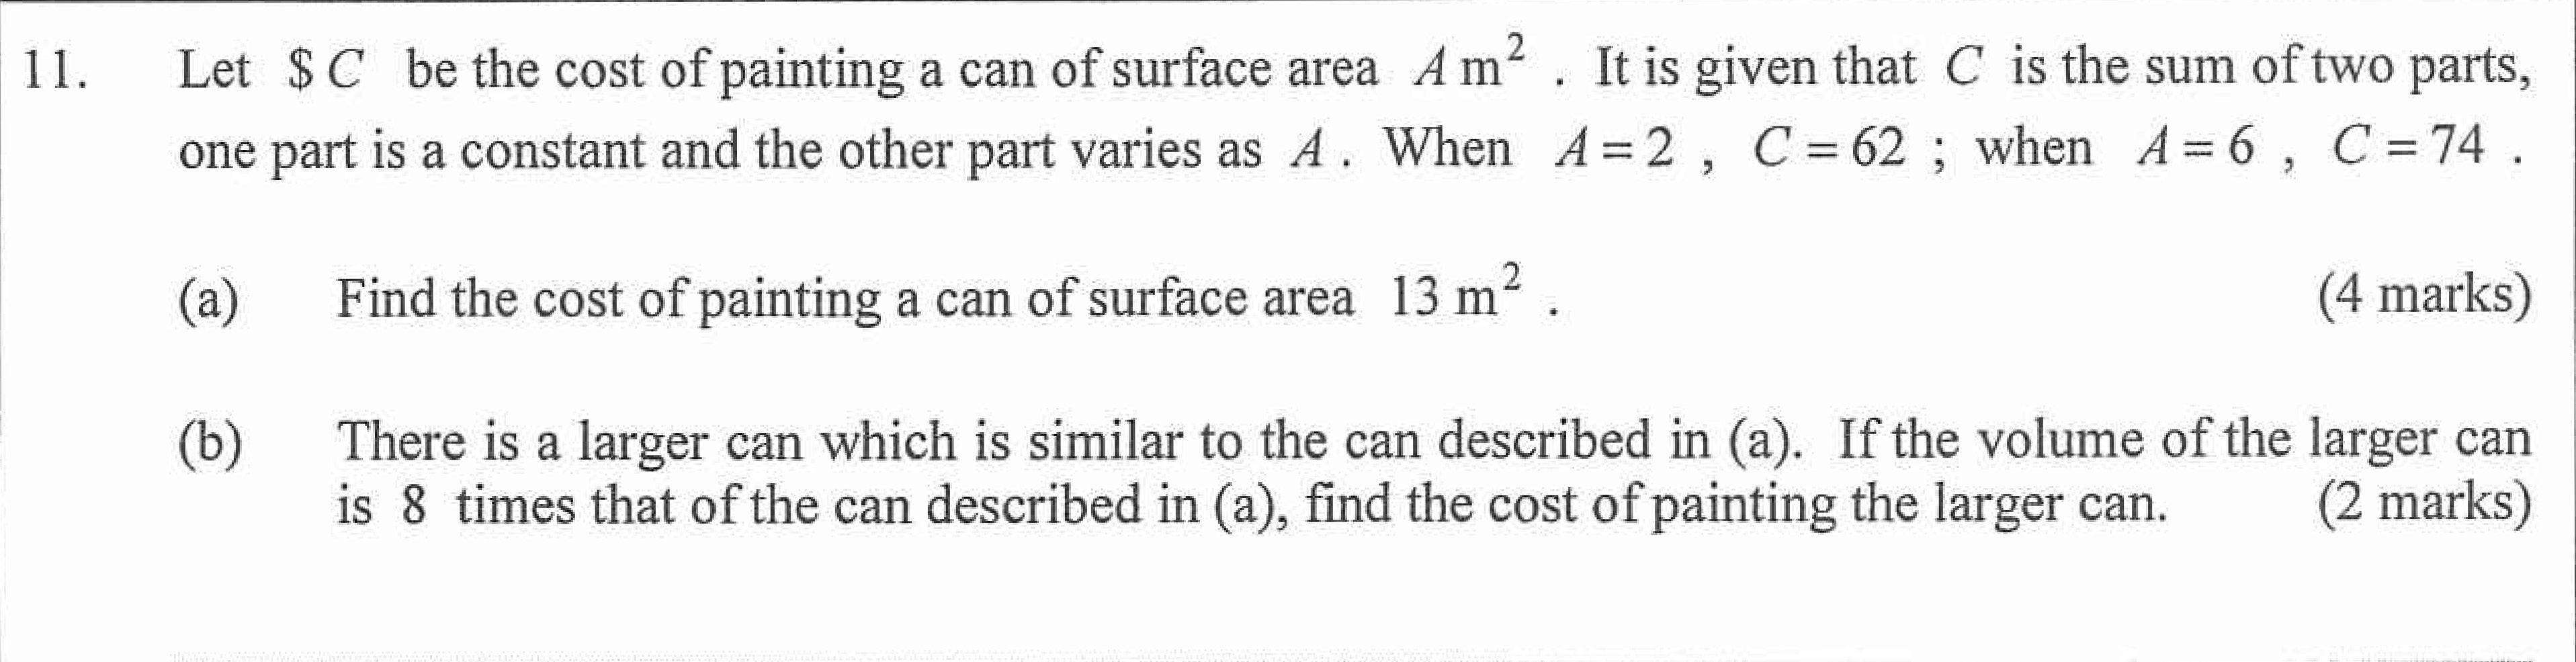 11. Let $C be the cost of painting a can of surface area A m² . It is given that C is the sum of two parts,
one part is a constant and the other part varies as A . When A = 2 , C = 62 ; when A = 6 , C = 74 .
(a) Find the cost of painting a can of surface area 13 m² . (4 marks)
(b) There is a larger can which is similar to the can described in (a). If the volume of the larger can
is 8 times that of the can described in (a), find the cost of painting the larger can. (2 marks)